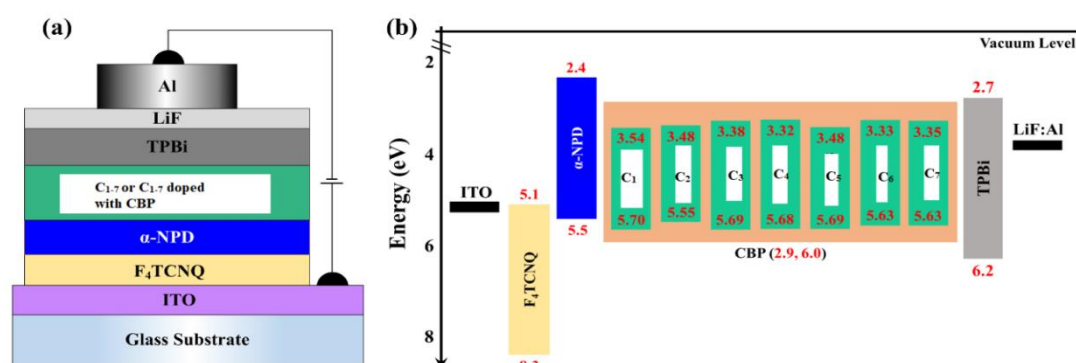 (a)
Al
LiF
TPBi
C₁₋₇ or C₁₋₇ doped
with CBP
α-NPD
F₄TCNQ
ITO
Glass Substrate
(b)
Vacuum Level
Energy (eV)
2
4
6
8
ITO
5.1
F₄TCNQ
2.4
α-NPD
5.5
3.54
C₁
5.70
3.48
C₂
5.55
3.38
C₃
5.69
3.32
C₄
5.68
3.48
C₅
5.69
3.33
C₆
5.63
3.35
C₇
5.63
CBP (2.9, 6.0)
2.7
TPBi
6.2
LiF:Al